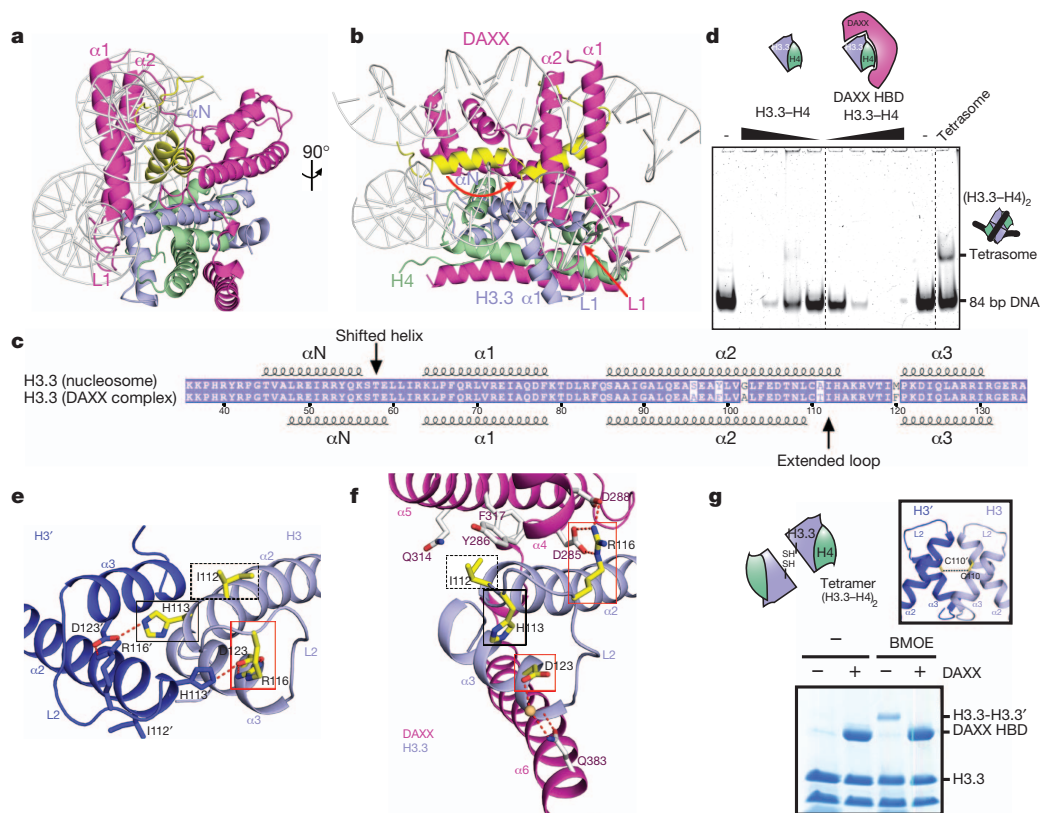 a
α1
α2
αN
L1
90°
b
DAXX
α1
α2
αN
H4
H3.3
α1
L1
L1
d
DAXX
H3.3
H4
H3.3
H4
DAXX HBD
H3.3–H4
H3.3–H4
-
-
-
Tetrasome
(H3.3–H4)2
Tetrasome
84 bp DNA
c
Shifted helix
αN
α1
α2
α3
H3.3 (nucleosome)
H3.3 (DAXX complex)
KKPHRYRPGTVALREIRRYQKSTELLIRKLPFQRLVREIAQDFKTDLRFQSAAIGALQEASEAYLVGLFEDTNLCAIHAKRVTIMPKDIQLARRIRGERA
KKPHRYRPGTVALREIRRYQKSTELLIRKLPFQRLVREIAQDFKTDLRFQSAAIGALQEAAEAFLVALFEDTNLCTIHAKRVTIFPKDIQLARRIRGERA
40 50 60 70 80 90 100 110 120 130
αN
α1
α2
α3
Extended loop
e
H3′
H3
α3
α2
I112
H113
D123′
R116′
D123
R116
H113′
α2
L2
L2
α3
I112′
f
α5
F317
Y286
Q314
α4
D288
D285
R116
I112
α2
H113
D123
α3
L2
DAXX
H3.3
α6
Q383
g
H3.3
H4
SH
SH
Tetramer
(H3.3–H4)2
H3′
H3
L2
L2
C110′
C110
α2
α3
α3
α2
–
BMOE
– + – + DAXX
H3.3-H3.3′
DAXX HBD
H3.3